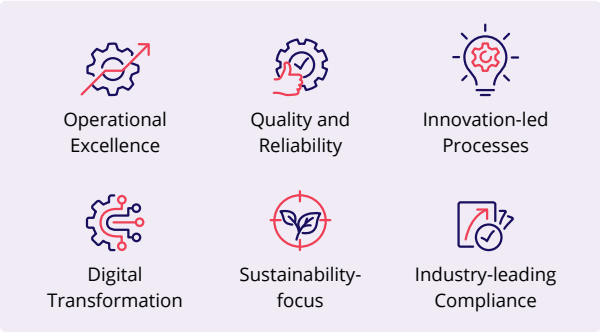 Operational
Excellence
Quality and
Reliability
Innovation-led
Processes
Digital
Transformation
Sustainability-
focus
Industry-leading
Compliance